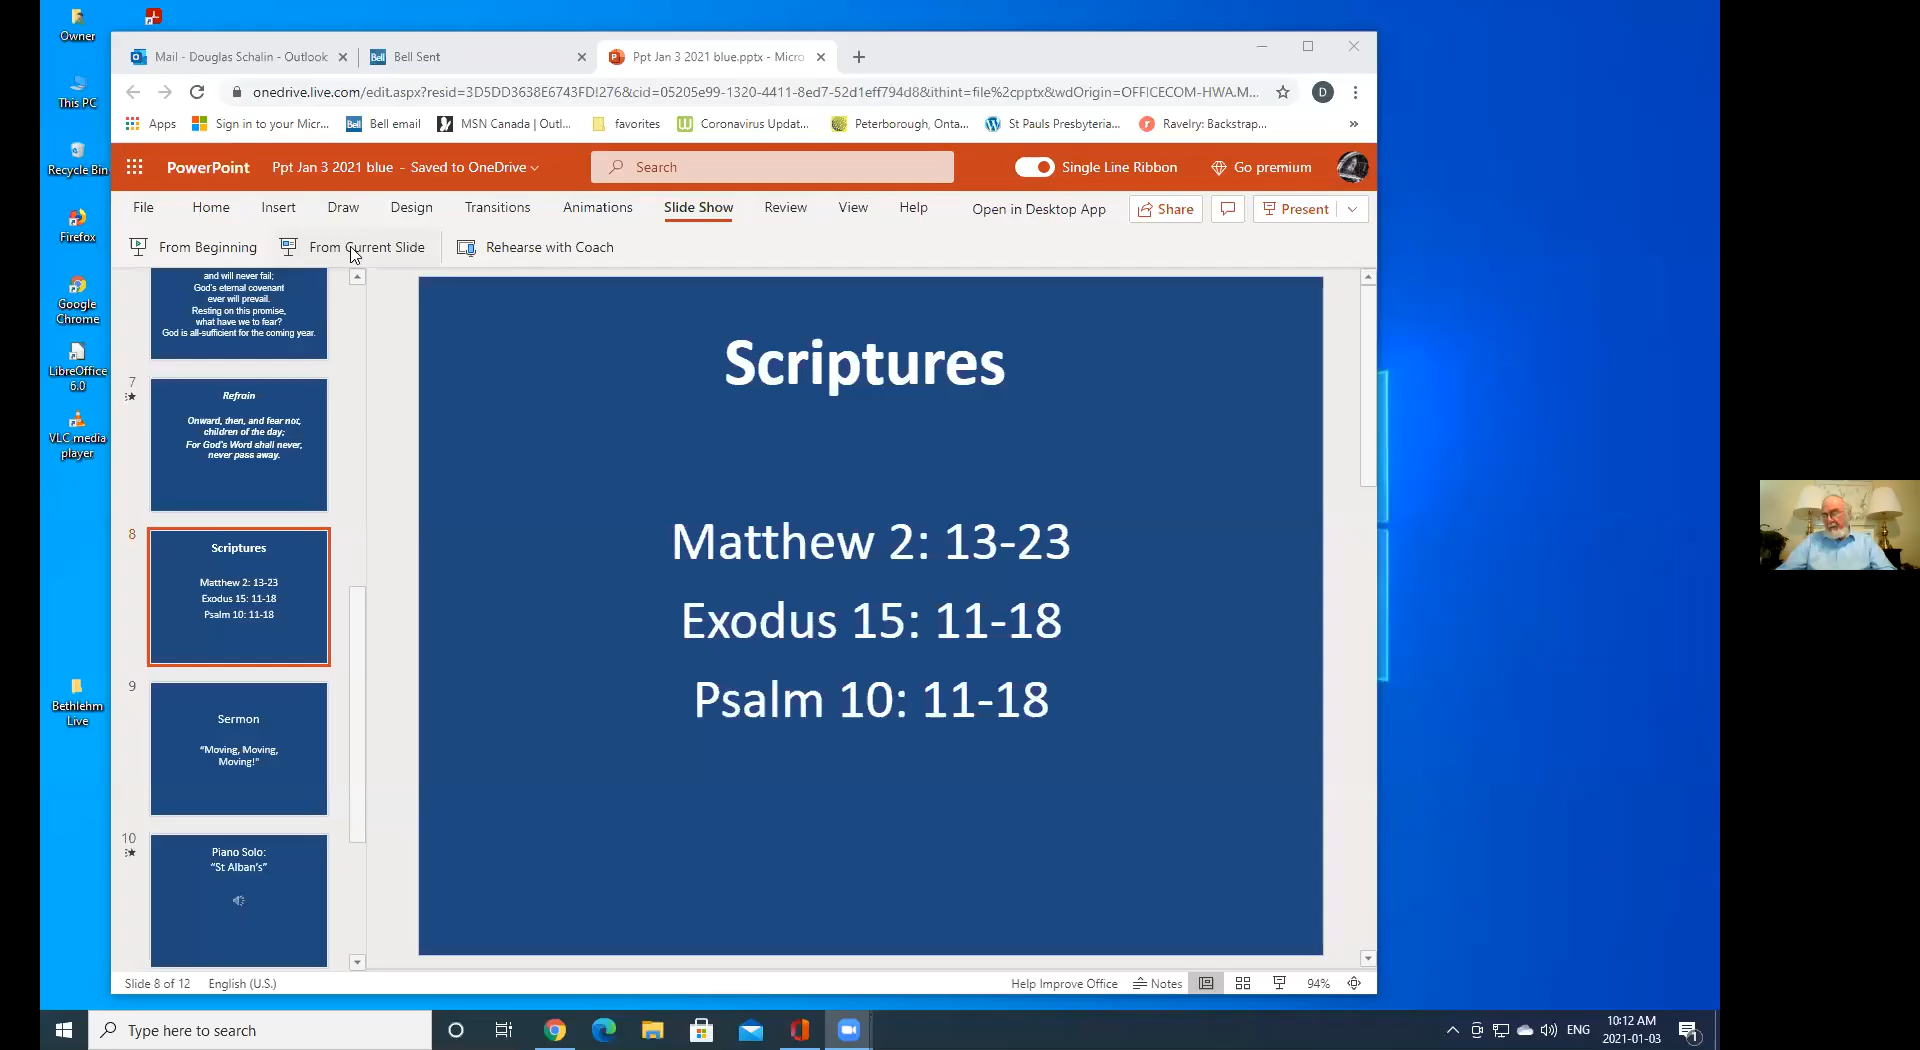 Owner
This PC
Recycle Bin
Firefox
Google
Chrome
LibreOffice
6.0
VLC media
player
Bethlehm
Live
Mail - Douglas Schalin - Outlook
Bell Bell Sent
Ppt Jan 3 2021 blue.pptx - Micro
onedrive.live.com/edit.aspx?resid=3D5DD3638E6743FD!276&cid=05205e99-1320-4411-8ed7-52d1eff794d8&ithint=file%2cpptx&wdOrigin=OFFICECOM-HWA.M...
D
Apps
Sign in to your Micr...
Bell Bell email
MSN Canada | Outl...
favorites
Coronavirus Updat...
Peterborough, Onta...
St Pauls Presbyteria...
Ravelry: Backstrap...
PowerPoint
Ppt Jan 3 2021 blue - Saved to OneDrive
Search
Single Line Ribbon
Go premium
File Home Insert Draw Design Transitions Animations Slide Show Review View Help
Open in Desktop App
Share
Present
From Beginning
From Current Slide
Rehearse with Coach
and will never fail;
God's eternal covenant
ever will prevail.
Resting on this promise,
what have we to fear?
God is all-sufficient for the coming year.
7
Refrain
Onward, then, and fear not,
children of the day;
For God's Word shall never,
never pass away.
8
Scriptures
Matthew 2: 13-23
Exodus 15: 11-18
Psalm 10: 11-18
9
Sermon
"Moving, Moving,
Moving!"
10
Piano Solo:
"St Alban's"
Scriptures
Matthew 2: 13-23
Exodus 15: 11-18
Psalm 10: 11-18
Slide 8 of 12
English (U.S.)
Help Improve Office
Notes
94%
Type here to search
ENG
10:12 AM
2021-01-03
1